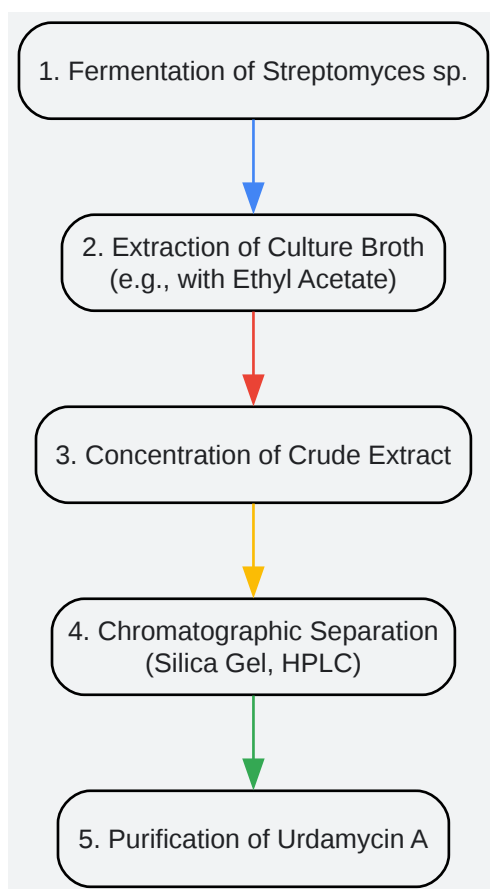 1. Fermentation of Streptomyces sp.
2. Extraction of Culture Broth
(e.g., with Ethyl Acetate)
3. Concentration of Crude Extract
4. Chromatographic Separation
(Silica Gel, HPLC)
5. Purification of Urdamycin A